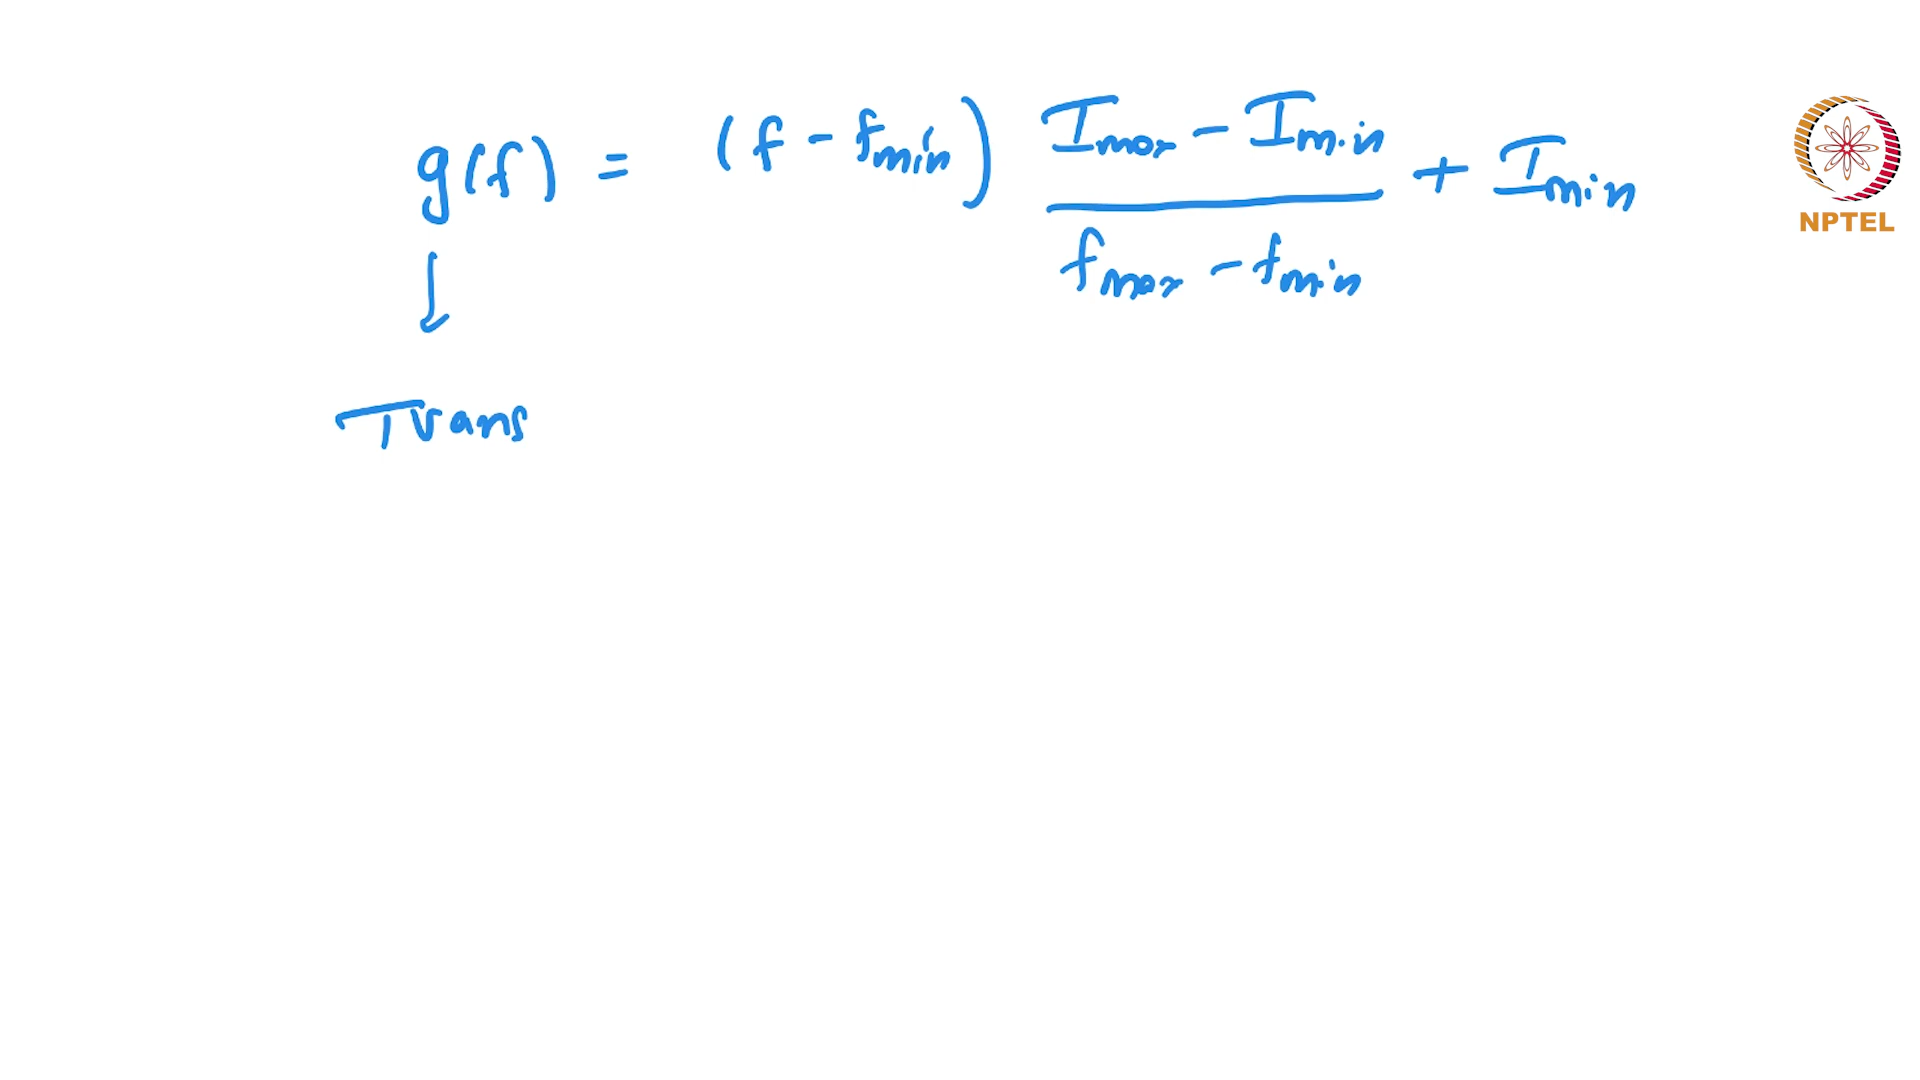 g(f) = (f - fmin) Imax - Imin / fmax - fmin + Imin
↓
Trans
NPTEL